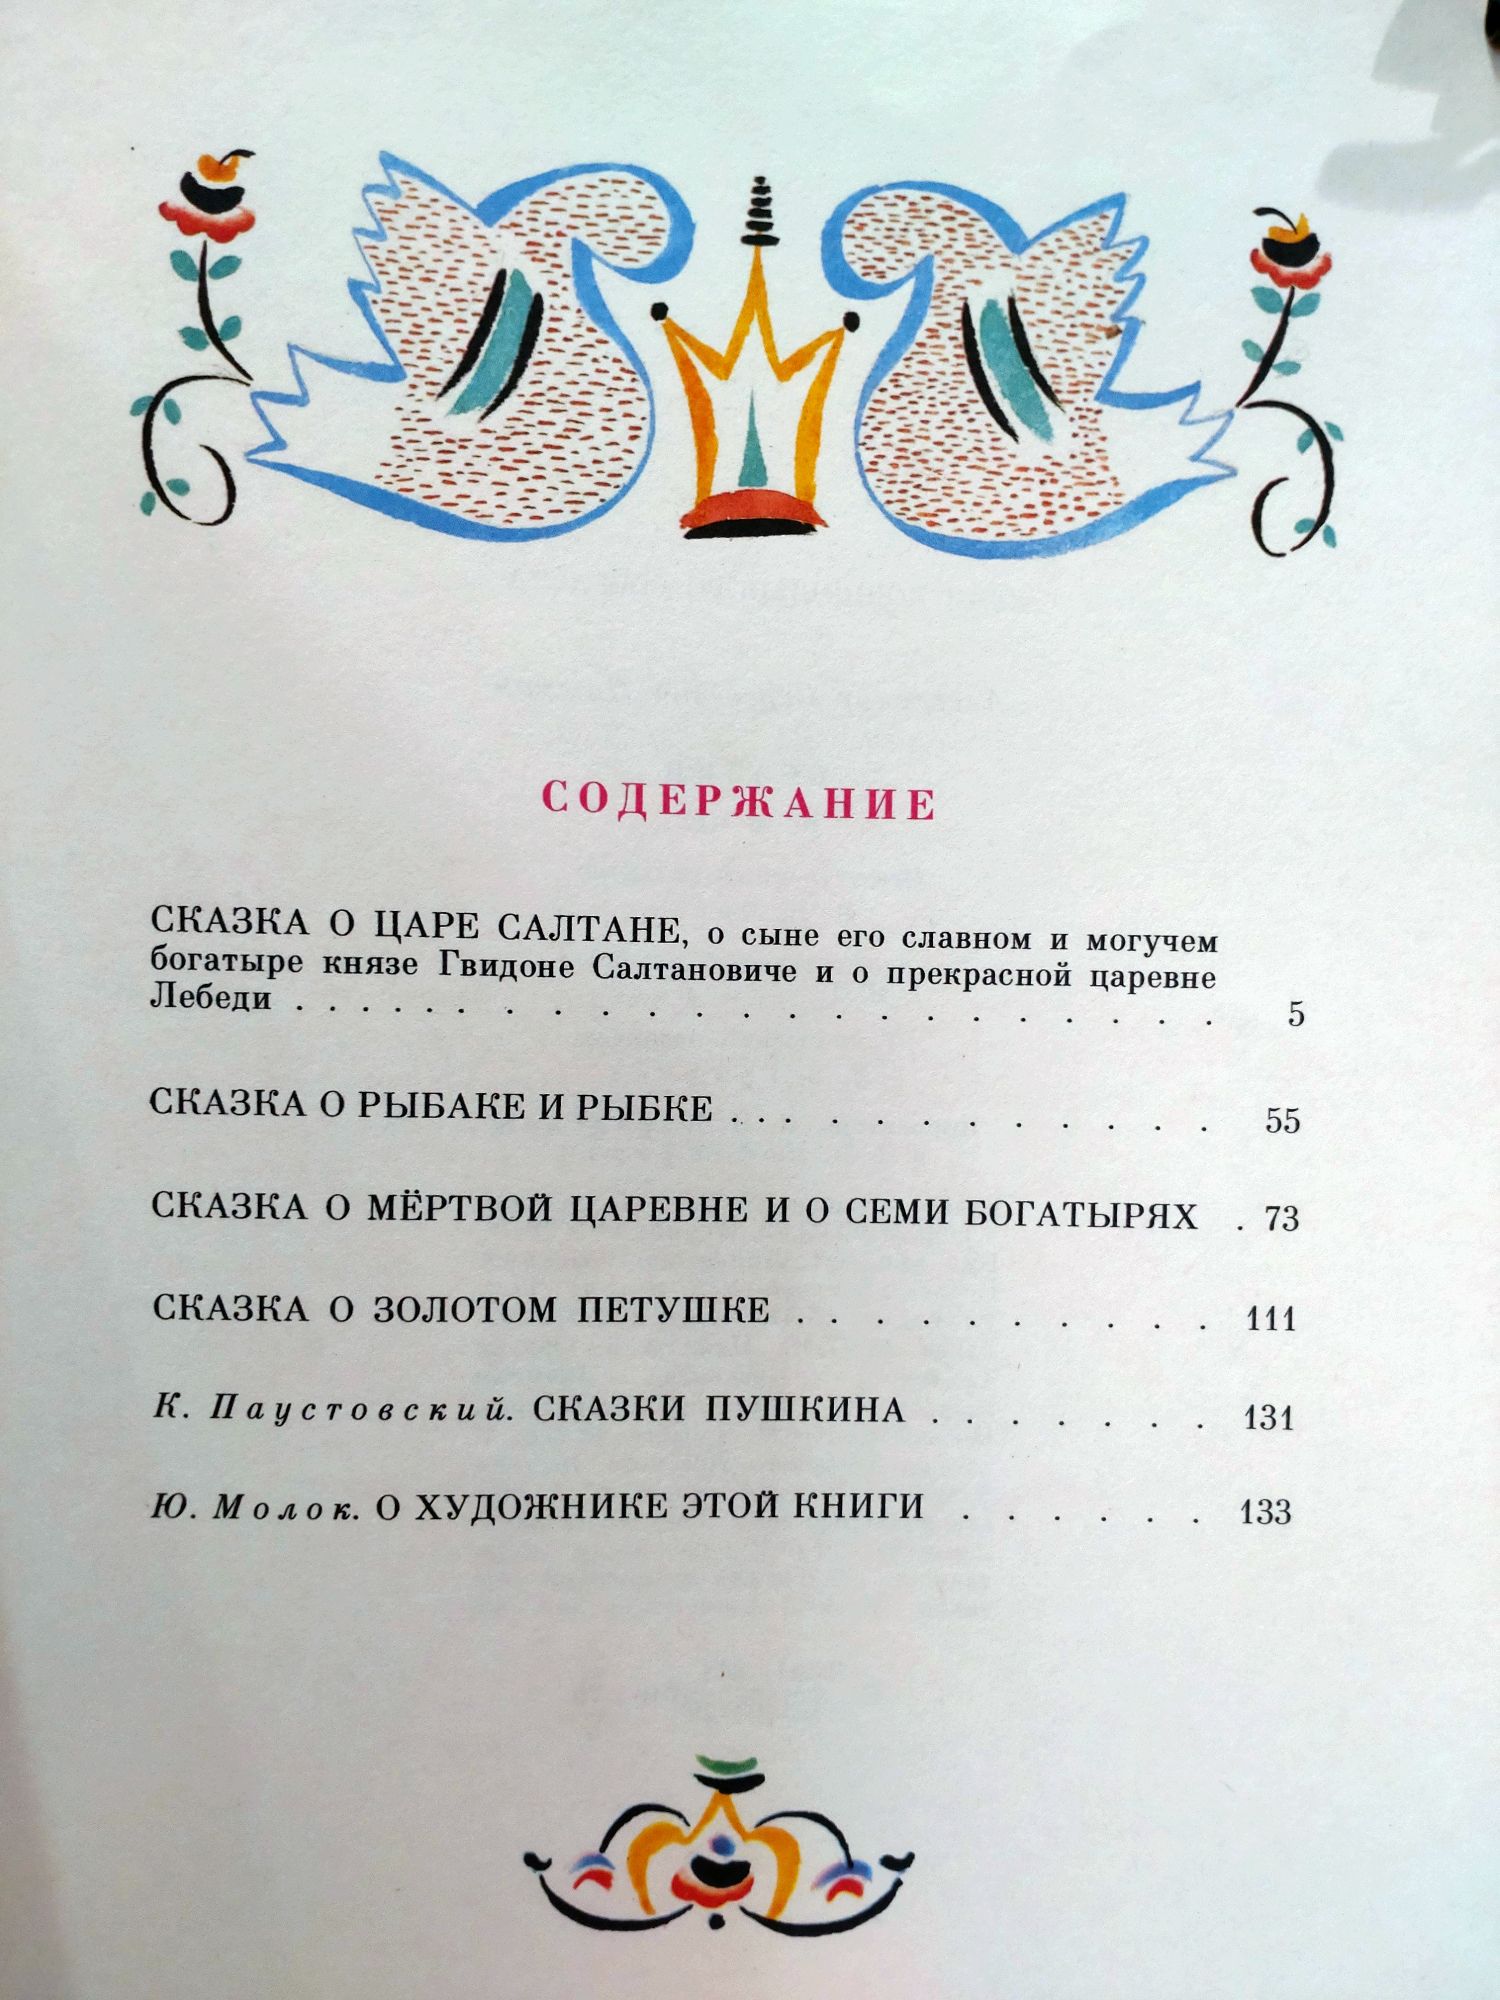 СОДЕРЖАНИЕ
СКАЗКА О ЦАРЕ САЛТАНЕ, о сыне его славном и могучем
богатыре князе Гвидоне Салтановиче и о прекрасной царевне
Лебеди . . . . . . . . . . . . . . . . . . . . 5
СКАЗКА О РЫБАКЕ И РЫБКЕ . . . . . . . . . . . . . 55
СКАЗКА О МЁРТВОЙ ЦАРЕВНЕ И О СЕМИ БОГАТЫРЯХ . 73
СКАЗКА О ЗОЛОТОМ ПЕТУШКЕ . . . . . . . . . . 111
К. Паустовский. СКАЗКИ ПУШКИНА . . . . . . . 131
Ю. Молок. О ХУДОЖНИКЕ ЭТОЙ КНИГИ . . . . . . 133